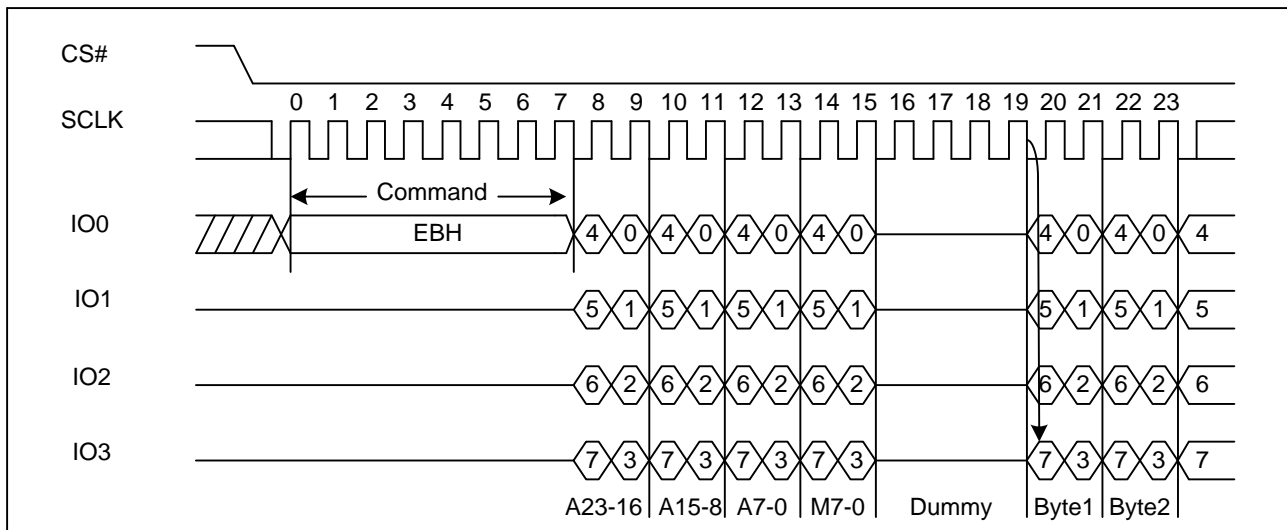 CS#
0 1 2 3 4 5 6 7 8 9 10 11 12 13 14 15 16 17 18 19 20 21 22 23
SCLK
Command
IO0 EBH 4 0 4 0 4 0 4 0 4 0 4 0 4
IO1 5 1 5 1 5 1 5 1 5 1 5 1 5
IO2 6 2 6 2 6 2 6 2 6 2 6 2 6
IO3 7 3 7 3 7 3 7 3 7 3 7 3 7
A23-16 A15-8 A7-0 M7-0 Dummy Byte1 Byte2